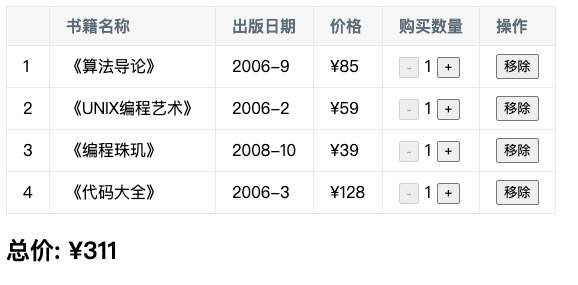 书籍名称 出版日期 价格 购买数量 操作
1 《算法导论》 2006-9 ¥85 - 1 + 移除
2 《UNIX编程艺术》 2006-2 ¥59 - 1 + 移除
3 《编程珠玑》 2008-10 ¥39 - 1 + 移除
4 《代码大全》 2006-3 ¥128 - 1 + 移除
总价: ¥311